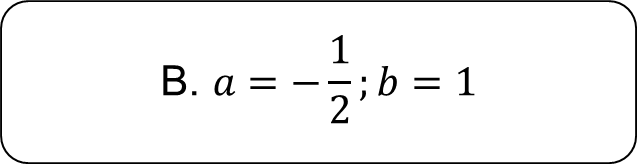 B. a = −1/2; b = 1